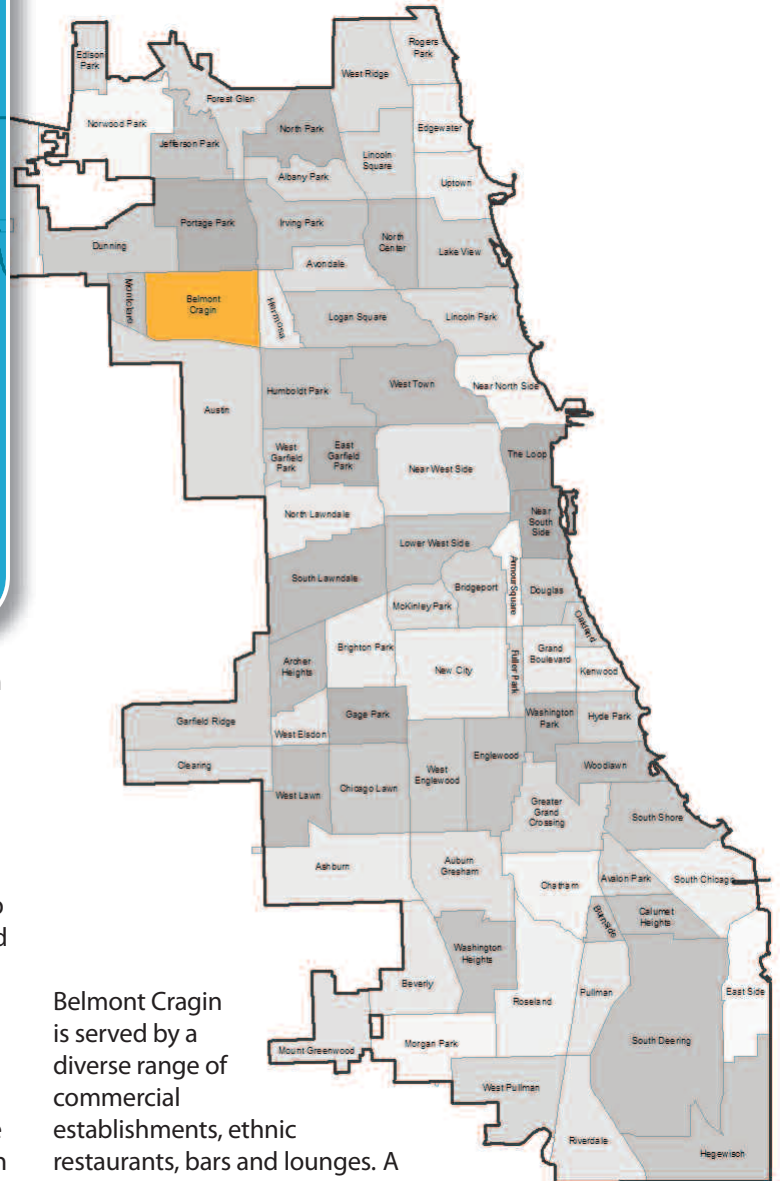 Rogers
Park
Edison
Park
West Ridge
Forest Glen
Norwood Park
North Park
Edgewater
Jefferson Park
Lincoln
Square
Albany Park
Uptown
Portage Park
Irving Park
North
Center
Dunning
Lake View
Avondale
Montclare
Belmont
Cragin
Hermosa
Logan Square
Lincoln Park
Humboldt Park
West Town
Near North Side
Austin
West
Garfield
Park
East
Garfield
Park
Near West Side
The Loop
North Lawndale
Near
South
Side
Lower West Side
South Lawndale
Bridgeport
Armour Square
Douglas
McKinley Park
Oakland
Brighton Park
Archer
Heights
New City
Fuller Park
Grand
Boulevard
Kenwood
Garfield Ridge
Gage Park
West Elsdon
Washington
Park
Hyde Park
Clearing
West Lawn
Chicago Lawn
West
Englewood
Englewood
Woodlawn
Greater
Grand
Crossing
South Shore
Ashburn
Auburn
Gresham
Chatham
Avalon Park
South Chicago
Burnside
Calumet
Heights
Washington
Heights
Beverly
Roseland
Pullman
East Side
Mount Greenwood
Morgan Park
South Deering
West Pullman
Riverdale
Hegewisch
Belmont Cragin
is served by a
diverse range of
commercial
establishments, ethnic
restaurants, bars and lounges. A